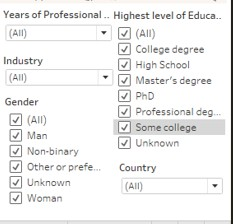 Years of Professional ..
(All)
Industry
(All)
Gender
(All)
Man
Non-binary
Other or prefe...
Unknown
Woman
Highest level of Educa..
(All)
College degree
High School
Master's degree
PhD
Professional deg...
Some college
Unknown
Country
(All)